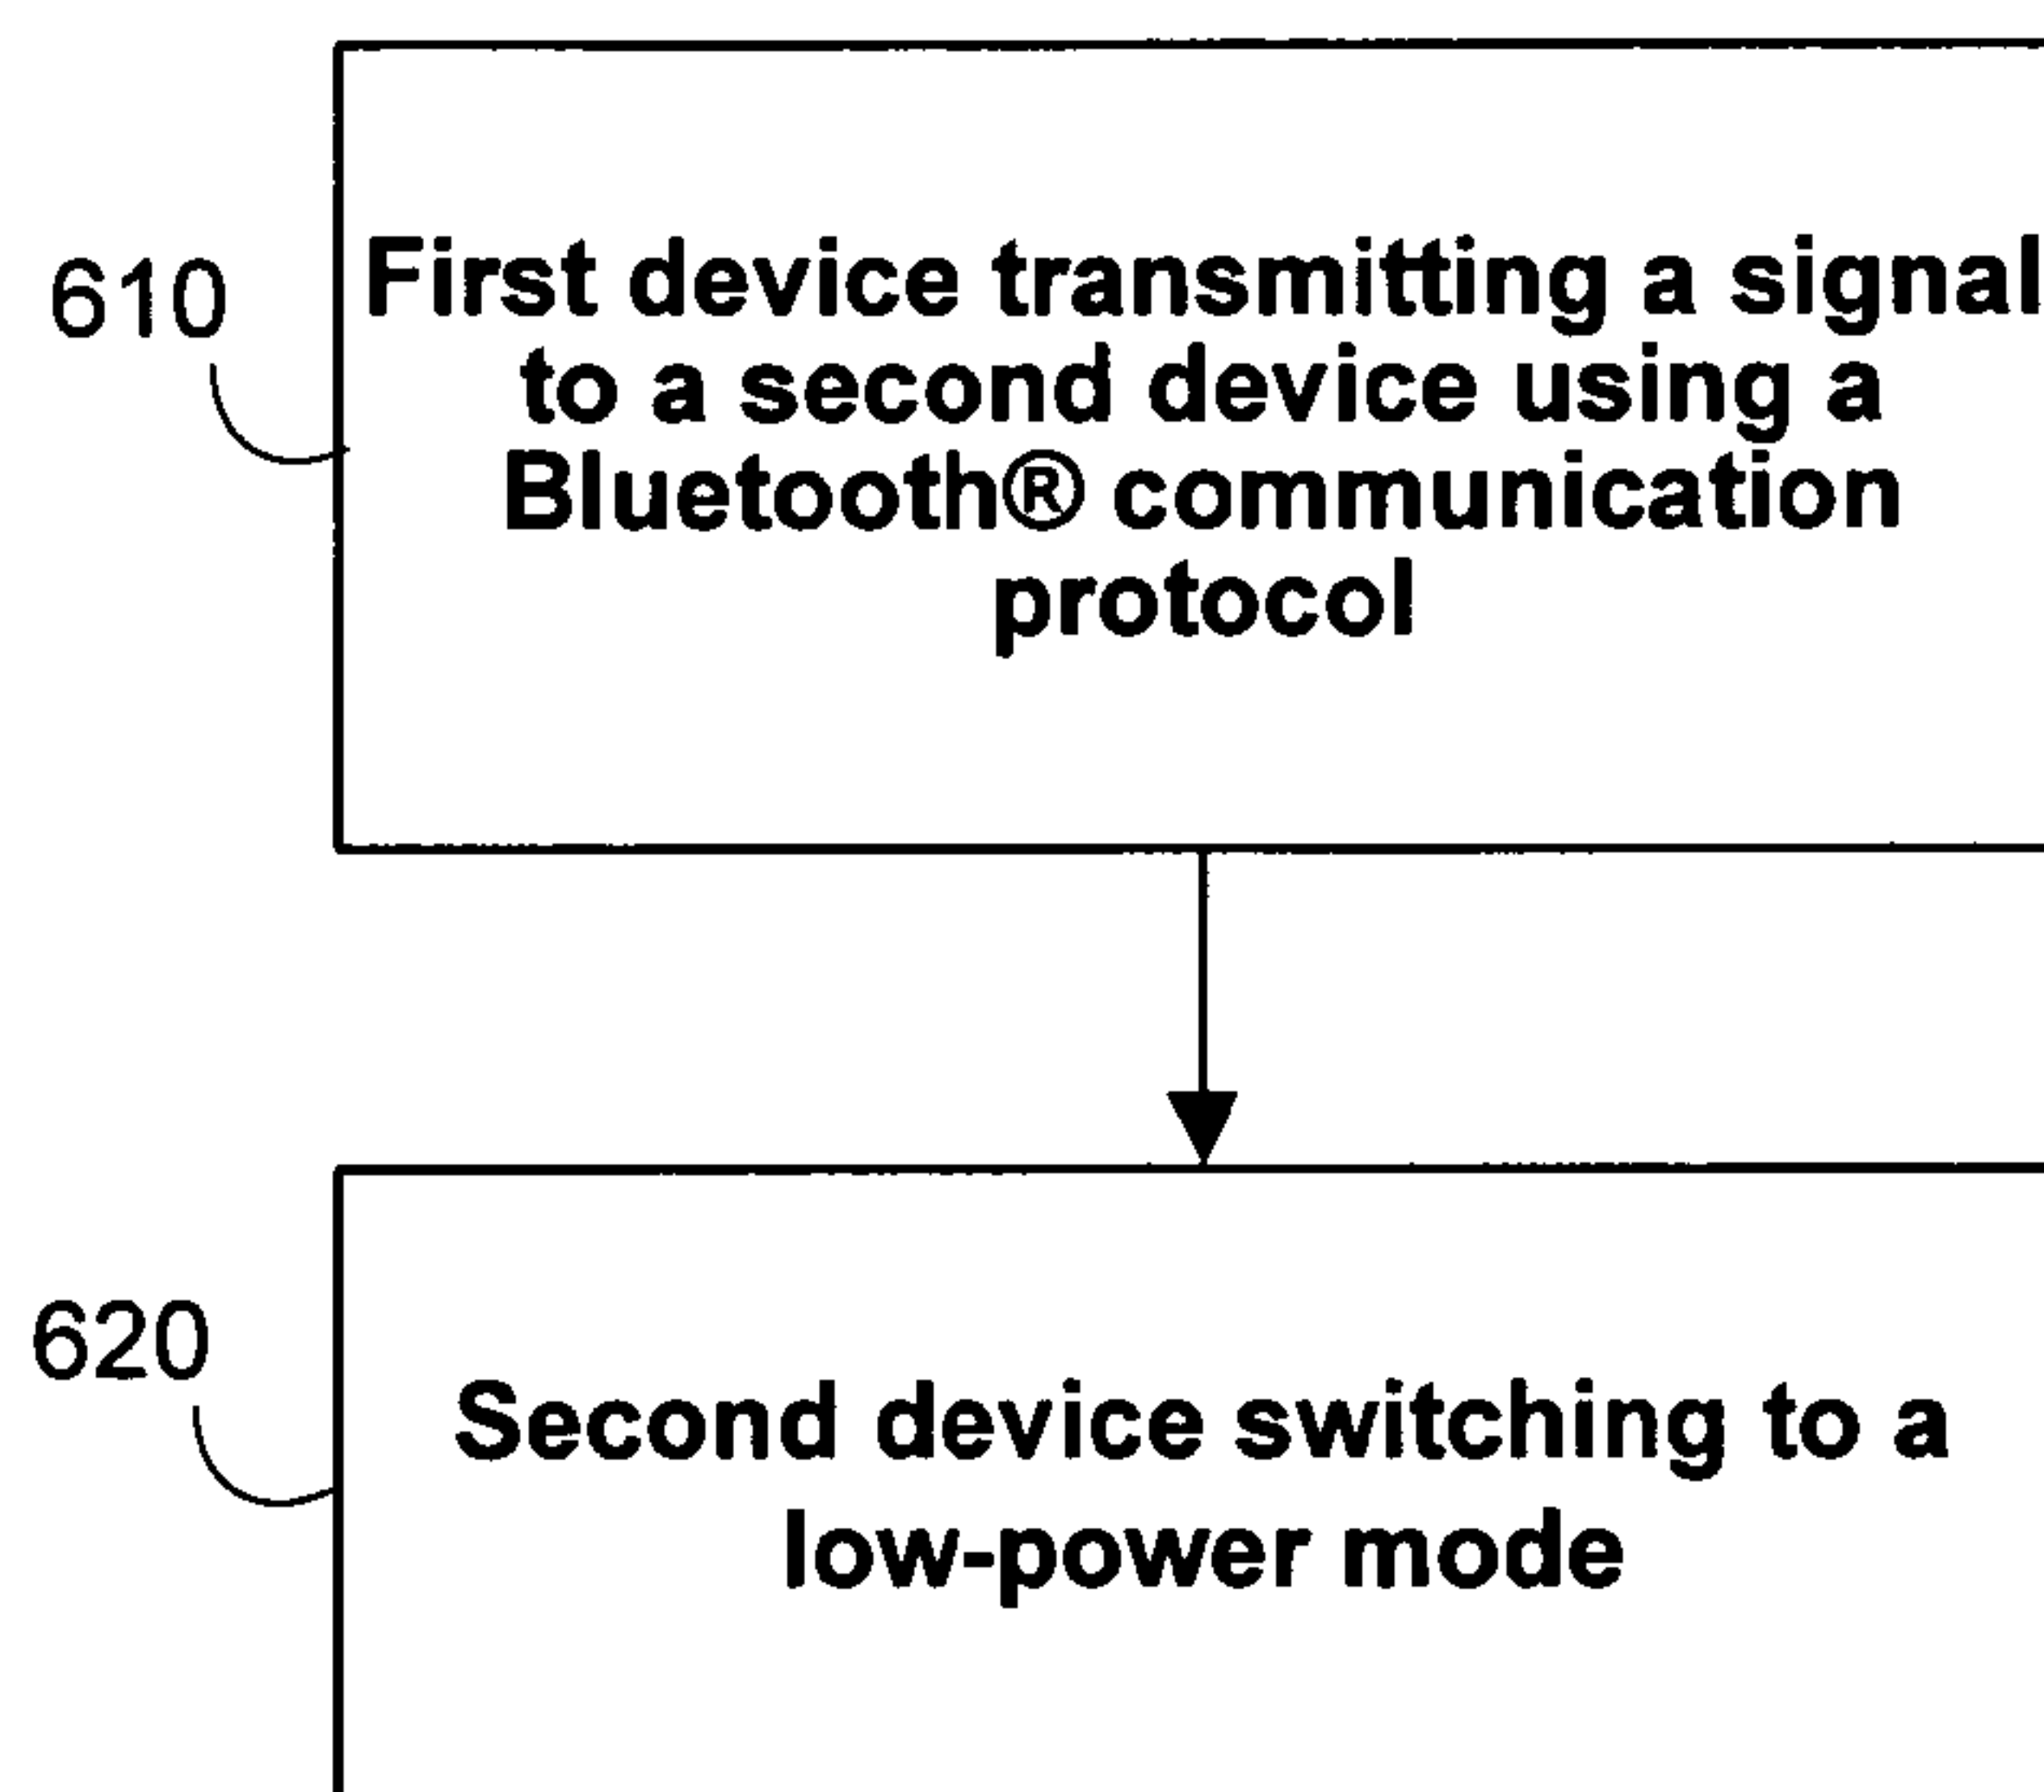 610
First device transmitting a signal
to a second device using a
Bluetooth® communication
protocol
620
Second device switching to a
low-power mode